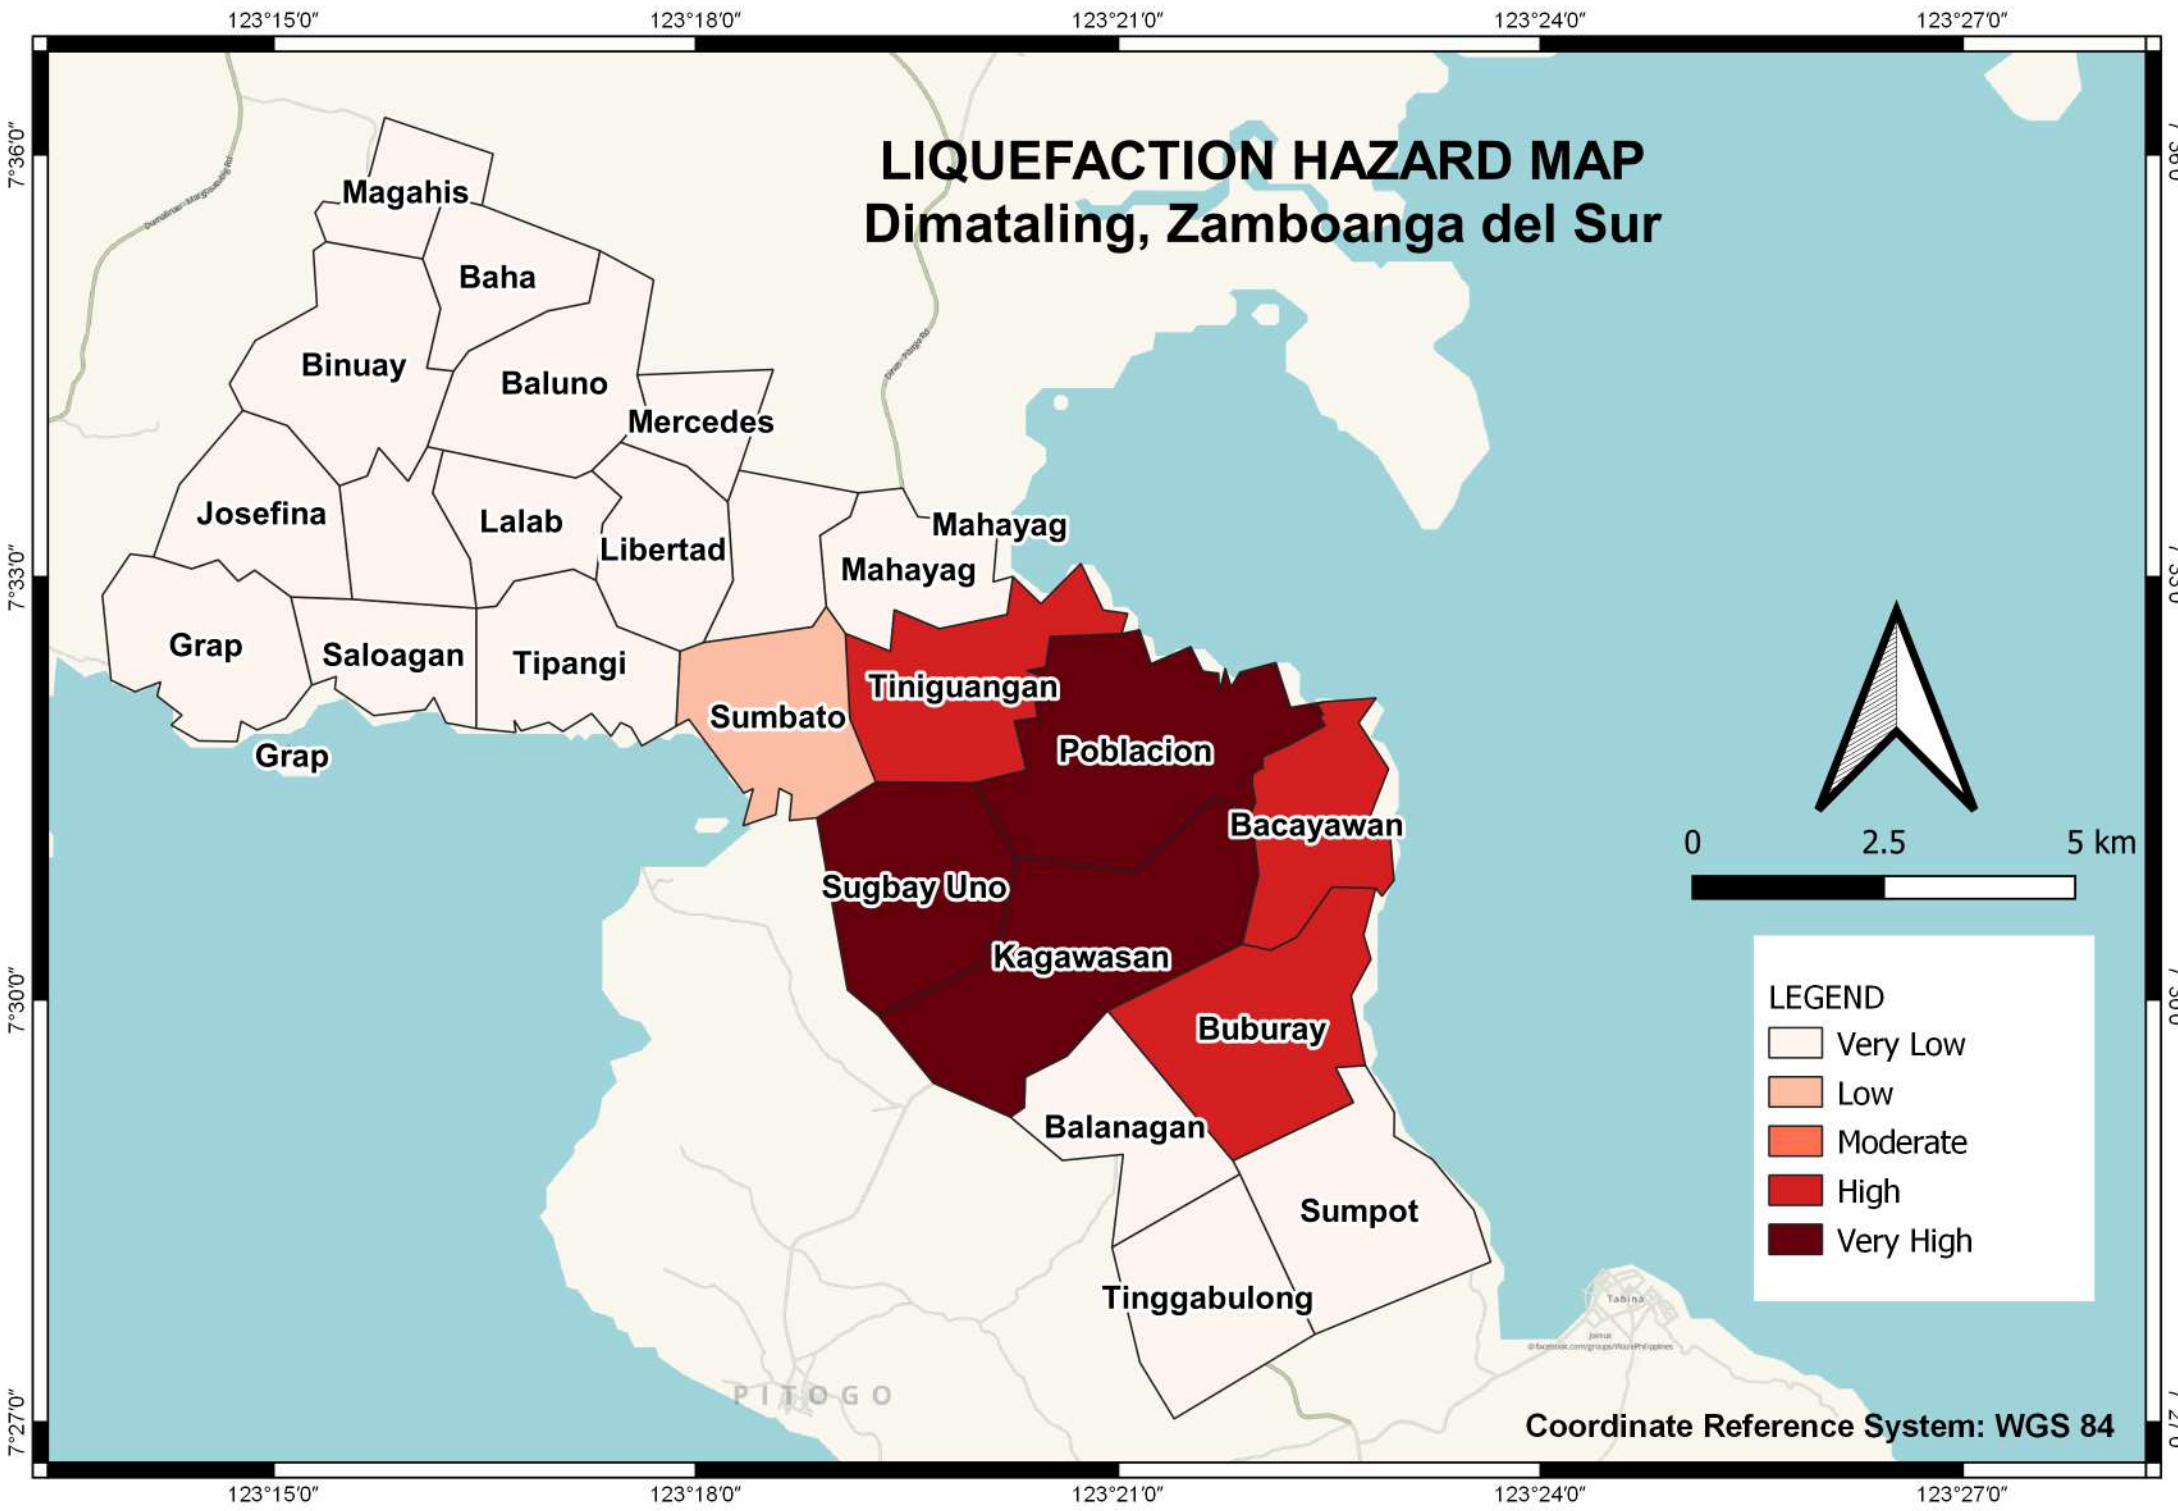 123°15'0" 123°18'0" 123°21'0" 123°24'0" 123°27'0"
7°36'0"
LIQUEFACTION HAZARD MAP
Dimataling, Zamboanga del Sur
Magahis
Baha
Binuay
Baluno
Mercedes
Josefina
Lalab
Libertad
Mahayag
Mahayag
7°33'0"
Grap
Saloagan
Tipangi
Sumbato
Tiniguangan
Poblacion
Grap
Bacayawan
Sugbay Uno
Kagawasan
0 2.5 5 km
7°30'0"
Buburay
Balanagan
Sumpot
Tinggabulong
LEGEND
Very Low
Low
Moderate
High
Very High
Tabina
PITOGO
7°27'0"
Coordinate Reference System: WGS 84
123°15'0" 123°18'0" 123°21'0" 123°24'0" 123°27'0"